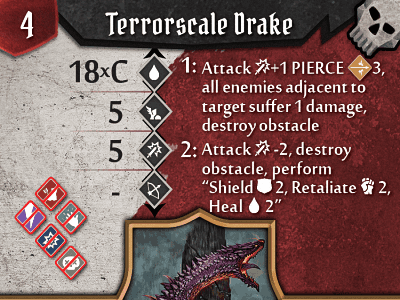 4
Terrorscale Drake
18xC
5
5
-
1: Attack +1 PIERCE 3,
all enemies adjacent to
target suffer 1 damage,
destroy obstacle
2: Attack -2, destroy
obstacle, perform
“Shield 2, Retaliate 2,
Heal 2”